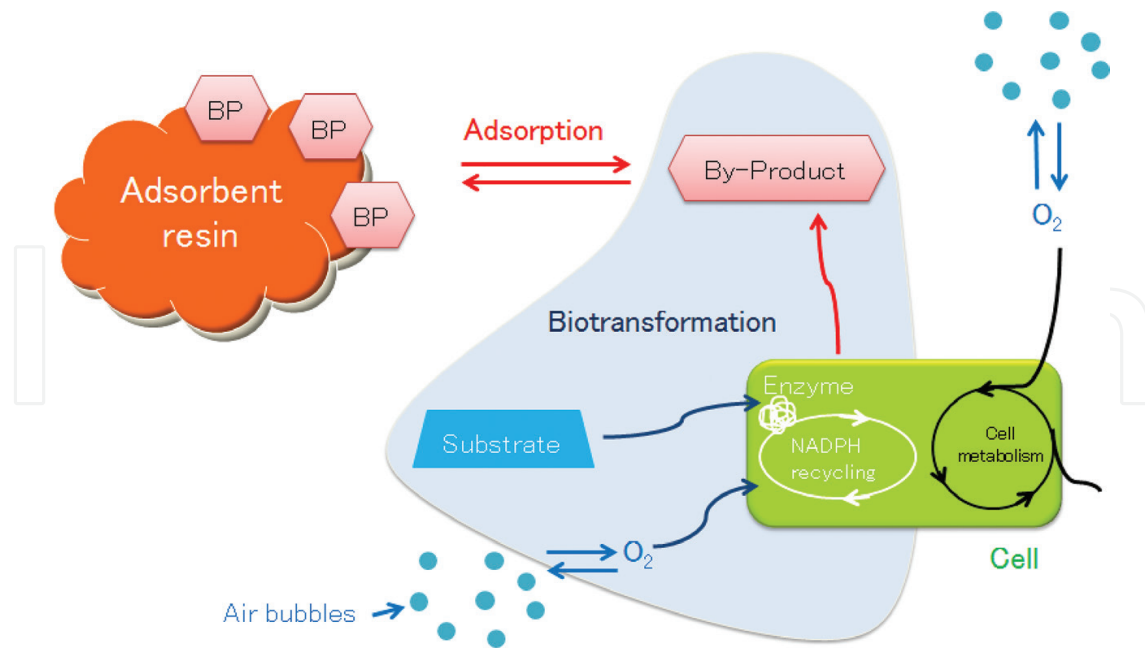 BP
BP
BP
Adsorbent
resin
Adsorption
By-Product
O₂
Biotransformation
Substrate
Enzyme
NADPH
recycling
Cell
metabolism
Cell
O₂
Air bubbles